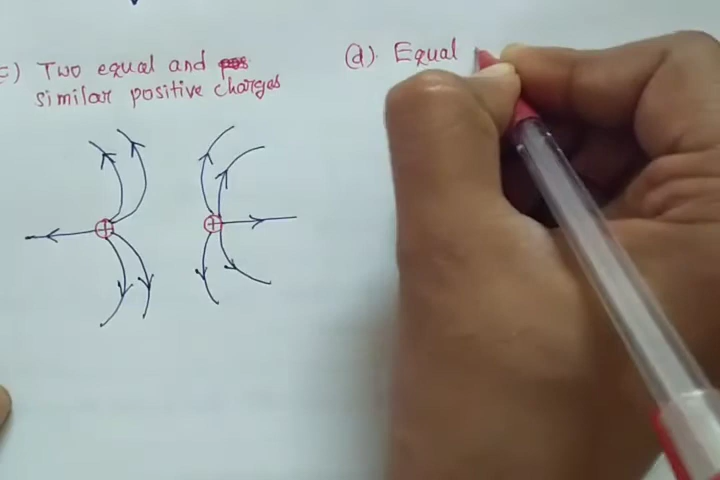 c) Two equal and pos
similar positive charges
(d). Equal